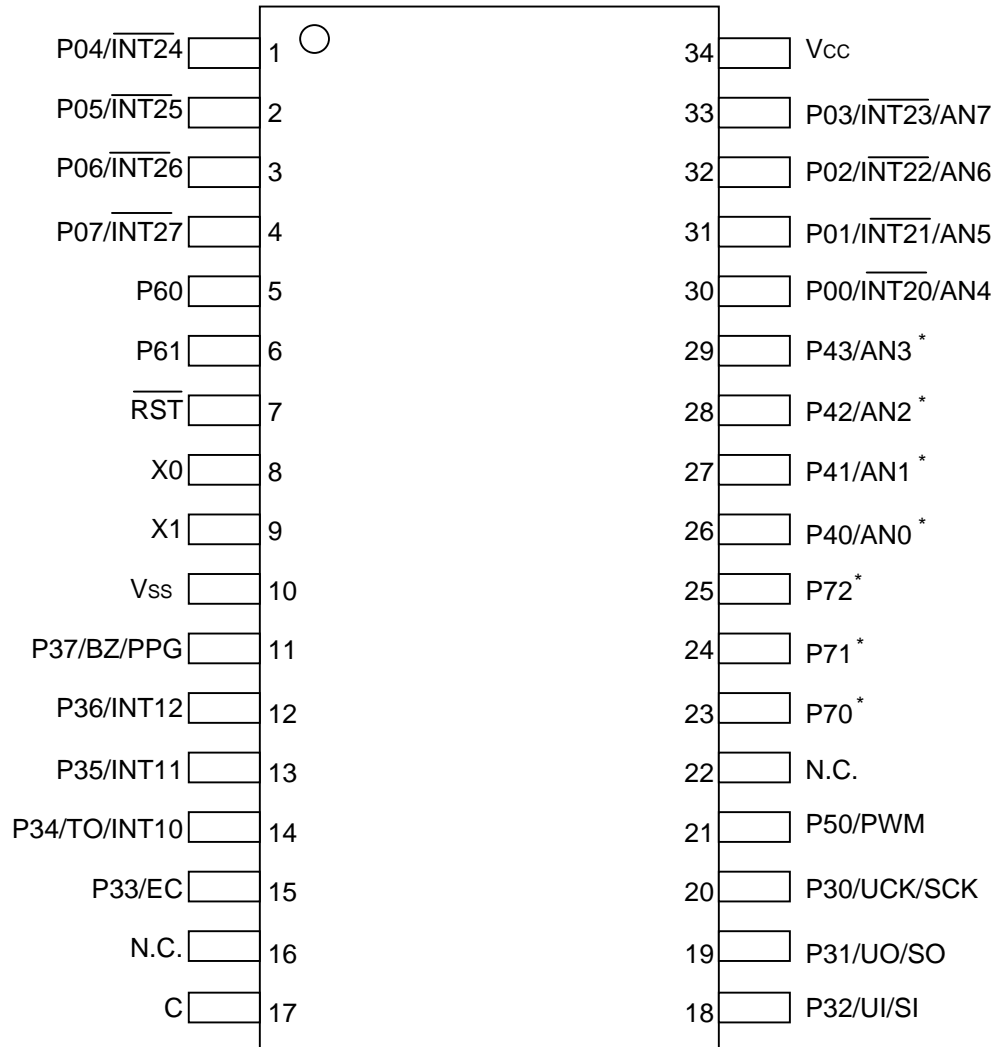 P04/INT24 1 34 Vcc
P05/INT25 2 33 P03/INT23/AN7
P06/INT26 3 32 P02/INT22/AN6
P07/INT27 4 31 P01/INT21/AN5
P60 5 30 P00/INT20/AN4
P61 6 29 P43/AN3 *
RST 7 28 P42/AN2 *
X0 8 27 P41/AN1 *
X1 9 26 P40/AN0 *
Vss 10 25 P72*
P37/BZ/PPG 11 24 P71*
P36/INT12 12 23 P70*
P35/INT11 13 22 N.C.
P34/TO/INT10 14 21 P50/PWM
P33/EC 15 20 P30/UCK/SCK
N.C. 16 19 P31/UO/SO
C 17 18 P32/UI/SI